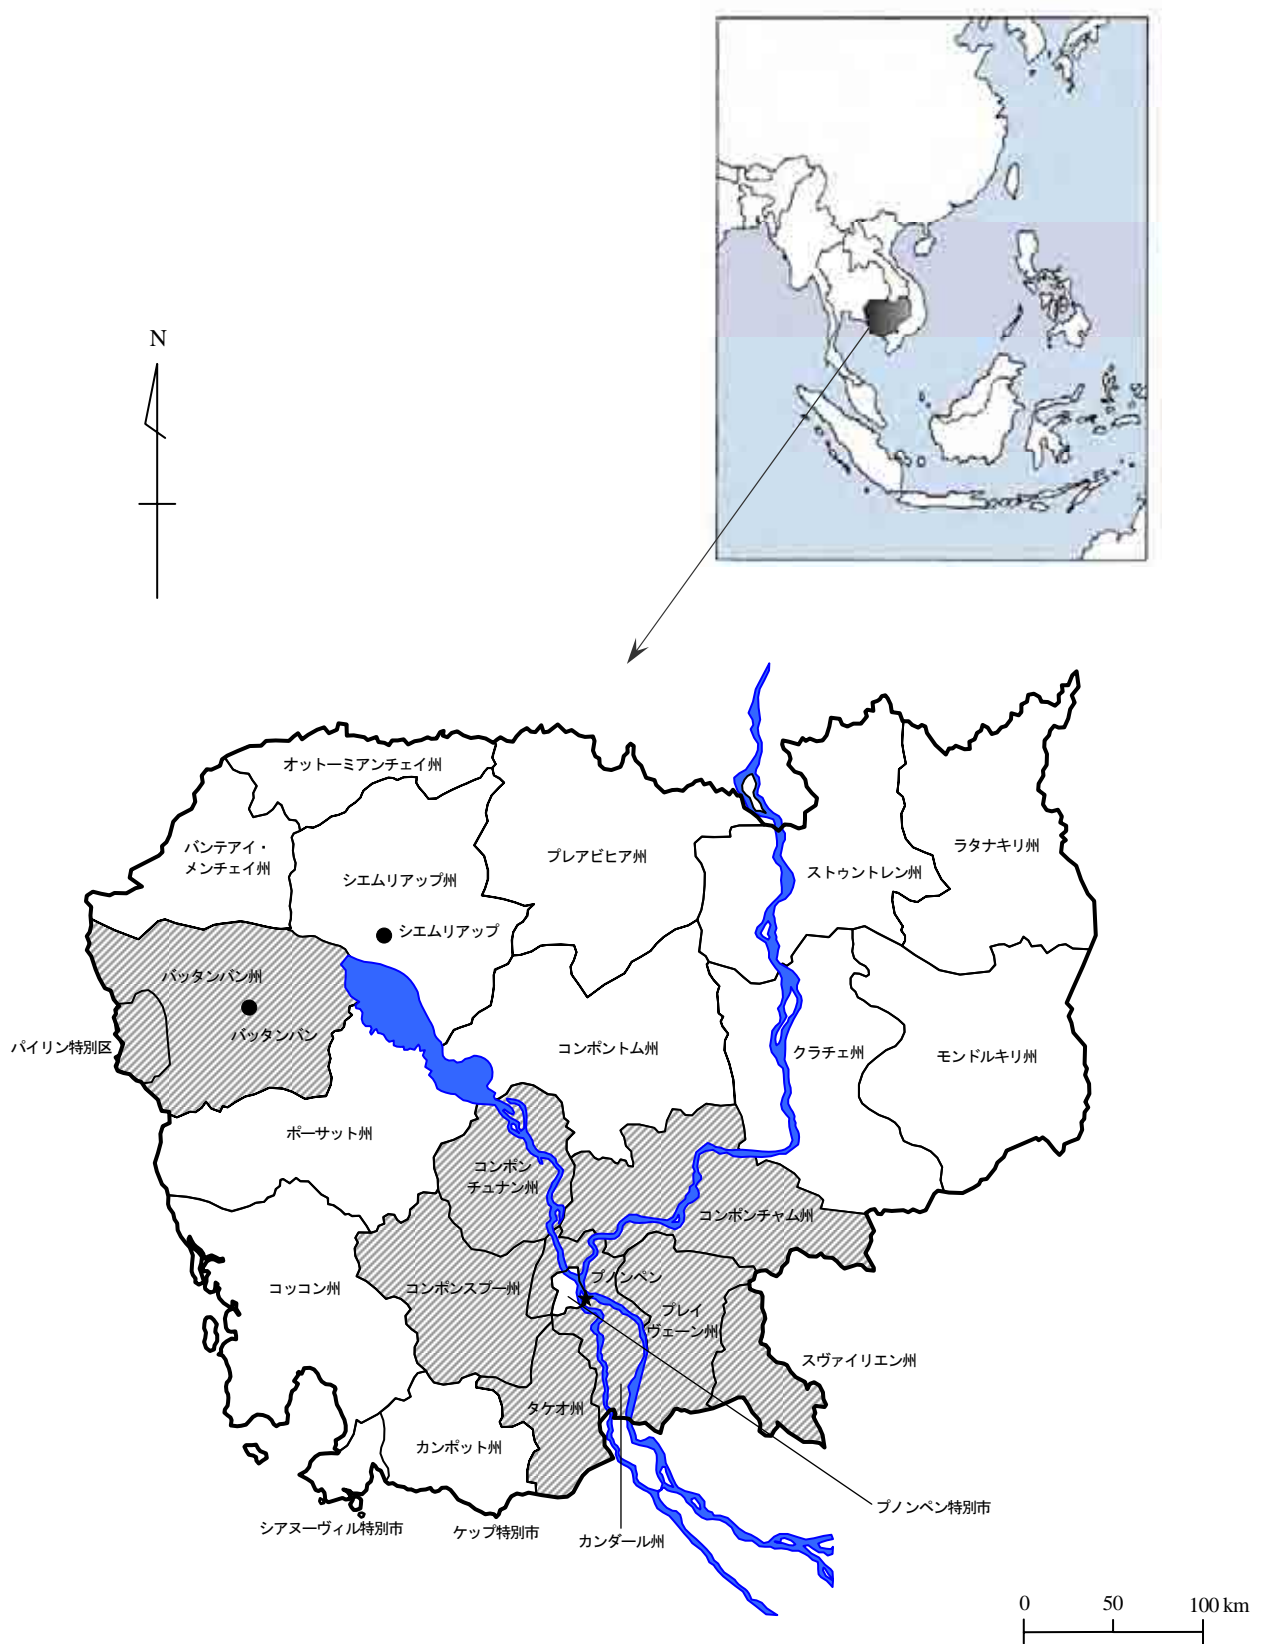 N
オットーミアンチェイ州
バンテアイ・
メンチェイ州
シエムリアップ州
シエムリアップ
プレアビヒア州
ストゥントレン州
ラタナキリ州
バッタンバン州
バッタンバン
パイリン特別区
コンポントム州
クラチェ州
モンドルキリ州
ポーサット州
コンポン
チュナン州
コンポンチャム州
コッコン州
コンポンスプー州
プノンペン
プレイ
ヴェーン州
スヴァイリエン州
タケオ州
カンポット州
プノンペン特別市
シアヌーヴィル特別市
ケップ特別市
カンダール州
0 50 100 km